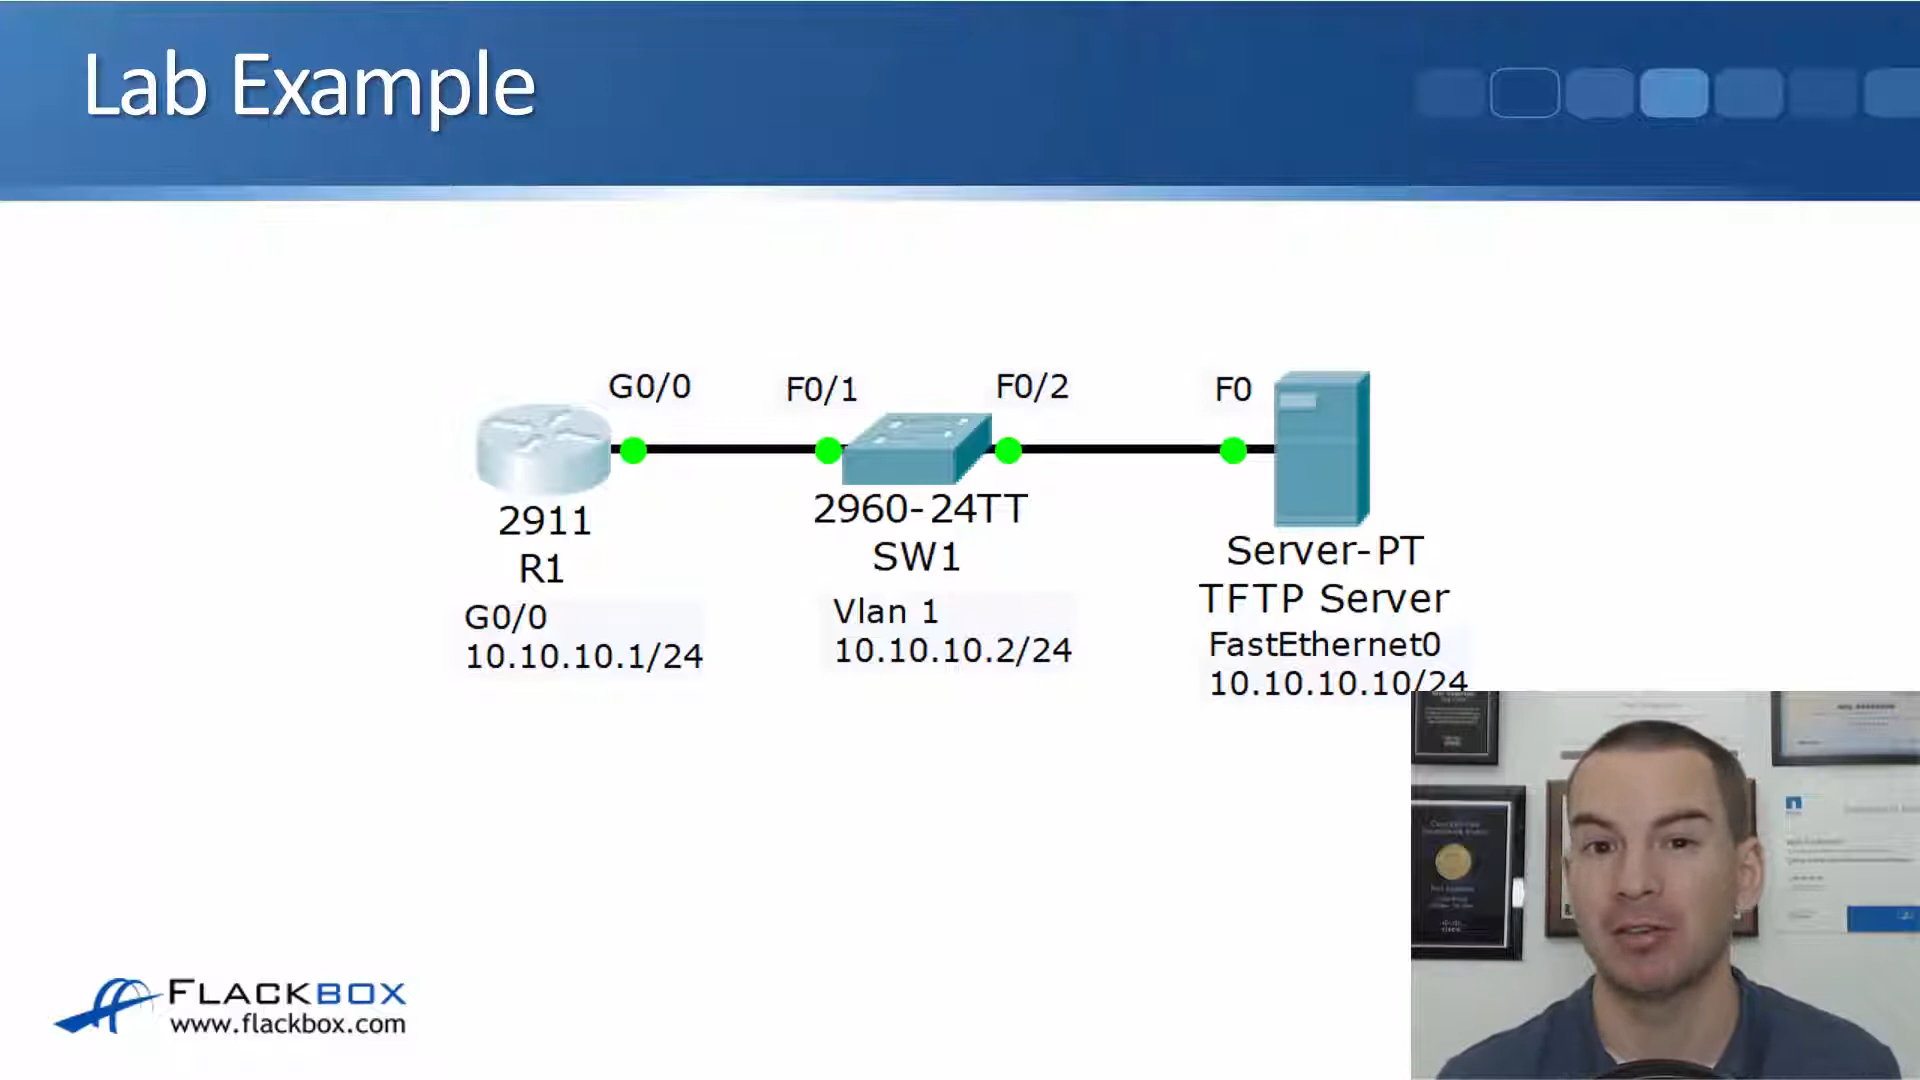 Lab Example
G0/0
F0/1
F0/2
F0
2911
R1
G0/0
10.10.10.1/24
2960-24TT
SW1
Vlan 1
10.10.10.2/24
Server-PT
TFTP Server
FastEthernet0
10.10.10.10/24
FLACKBOX
www.flackbox.com